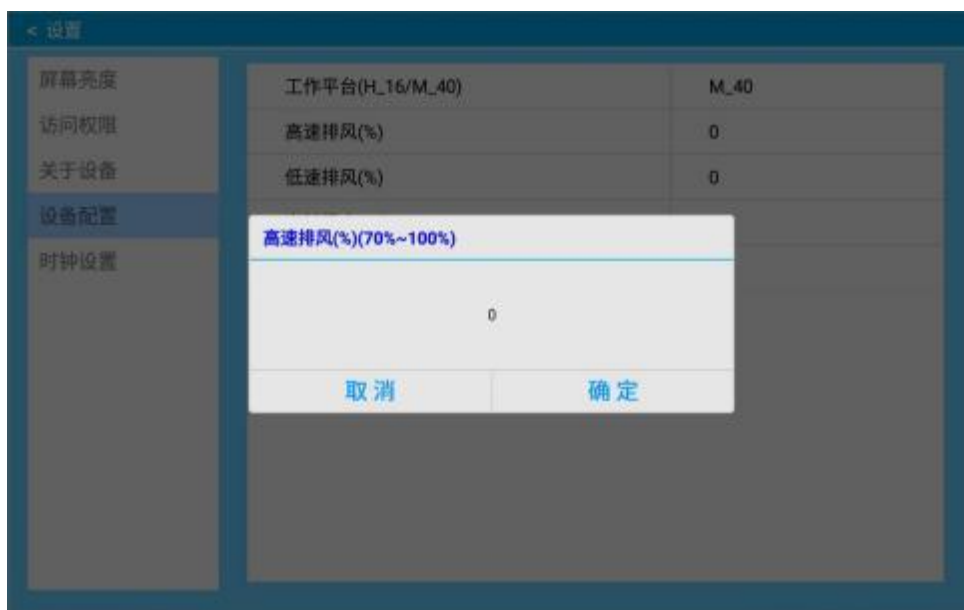 < 设置
屏幕亮度
访问权限
关于设备
设备配置
时钟设置
工作平台(H_16/M_40)
M_40
高速排风(%)
0
低速排风(%)
0
高速排风(%)(70%~100%)
0
取消
确定